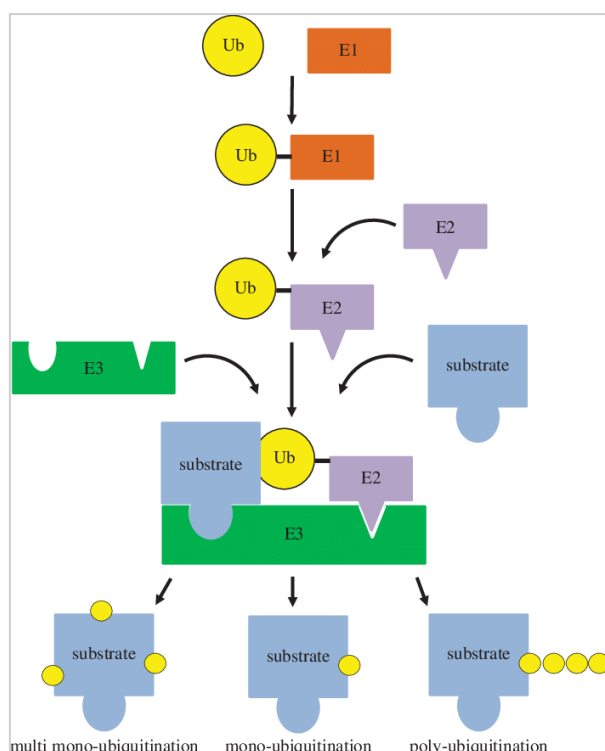 Ub
E1
Ub
E1
E2
Ub
E2
E3
substrate
substrate
Ub
E2
E3
substrate
substrate
substrate
multi mono-ubiquitination
mono-ubiquitination
poly-ubiquitination